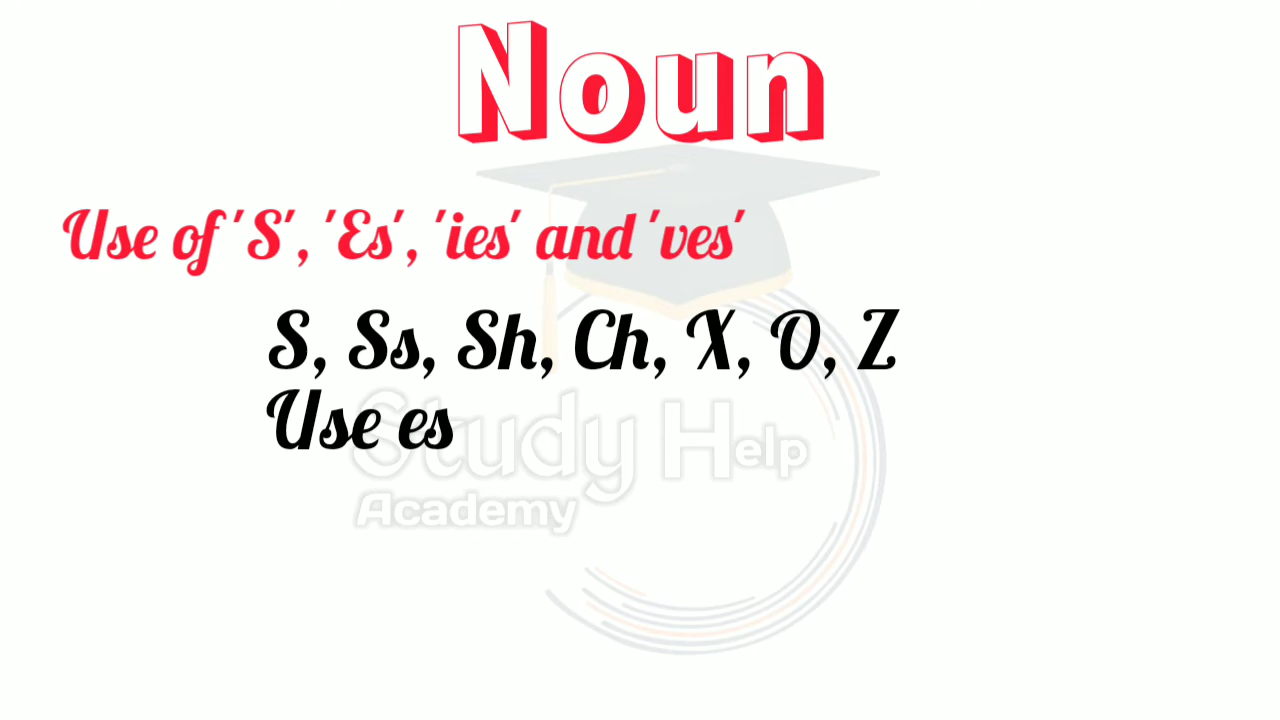 Noun
Use of 'S', 'Es', 'ies' and 'ves'
S, Ss, Sh, Ch, X, O, Z
Use es
Study Help
Academy